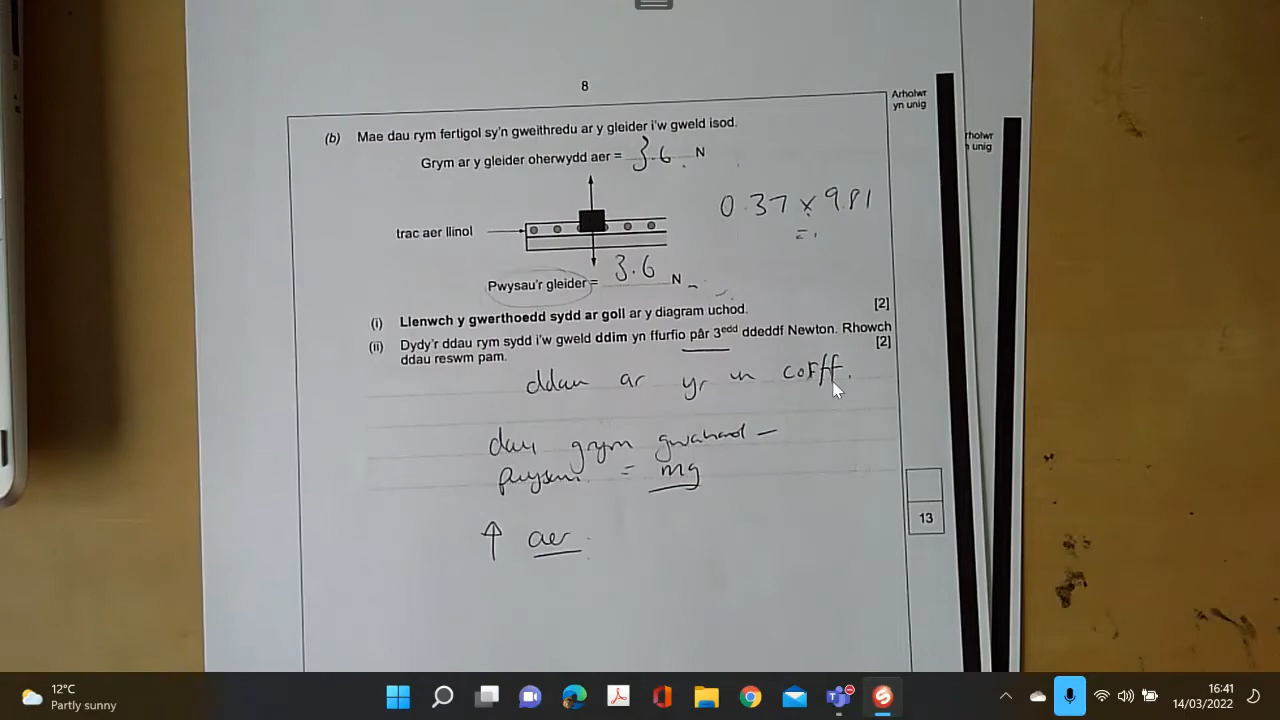 8
Arholwr
yn unig
rholwr
n unig
(b) Mae dau rym fertigol sy'n gweithredu ar y gleider i'w gweld isod.
Grym ar y gleider oherwydd aer = 3.6 N
0.37 × 9.81
=
trac aer llinol
Pwysau'r gleider = 3.6 N
(i) Llenwch y gwerthoedd sydd ar goll ar y diagram uchod. [2]
(ii) Dydy'r ddau rym sydd i'w gweld ddim yn ffurfio pâr 3edd ddeddf Newton. Rhowch
ddau reswm pam. [2]
ddau ar yr un corff.
dau grym gwahanol –
pwysau = mg
↑ aer
13
12°C
Partly sunny
16:41
14/03/2022